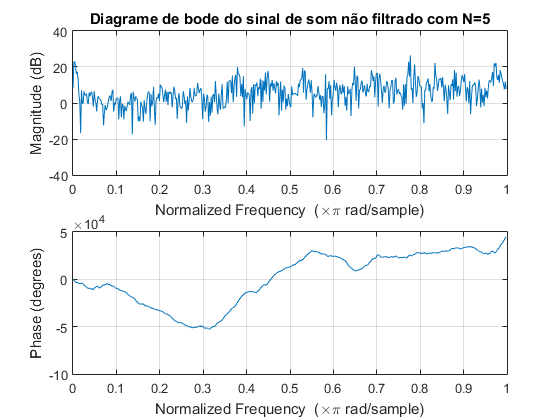 Diagrame de bode do sinal de som não filtrado com N=5
Magnitude (dB)
40
20
0
-20
-40
0 0.1 0.2 0.3 0.4 0.5 0.6 0.7 0.8 0.9 1
Normalized Frequency (×π rad/sample)
×10^4
Phase (degrees)
5
0
-5
-10
0 0.1 0.2 0.3 0.4 0.5 0.6 0.7 0.8 0.9 1
Normalized Frequency (×π rad/sample)